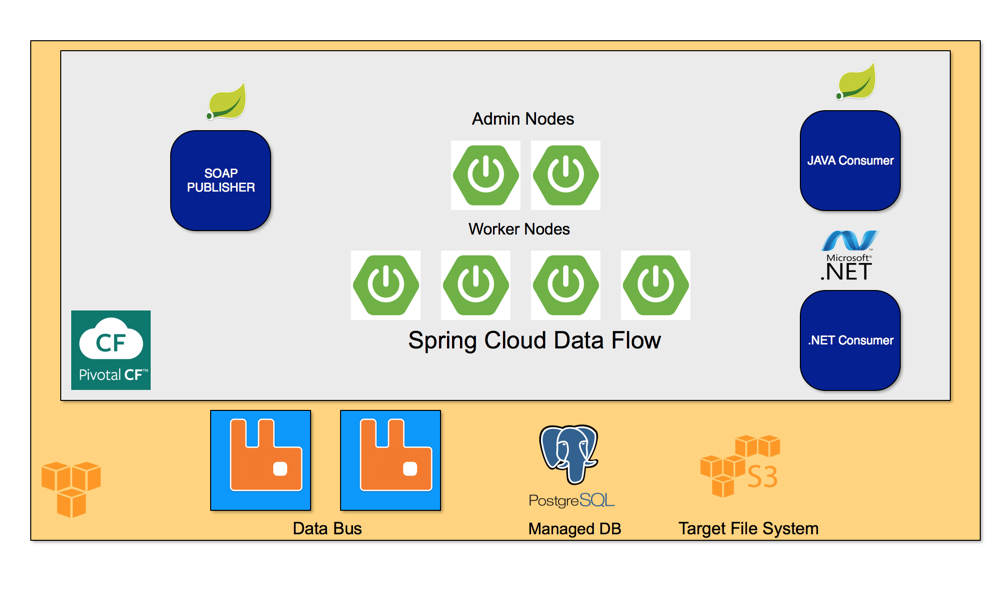 Admin Nodes
SOAP
PUBLISHER
JAVA Consumer
Worker Nodes
Microsoft®
.NET
Spring Cloud Data Flow
.NET Consumer
CF
Pivotal CF™
S3
PostgreSQL
Data Bus
Managed DB
Target File System